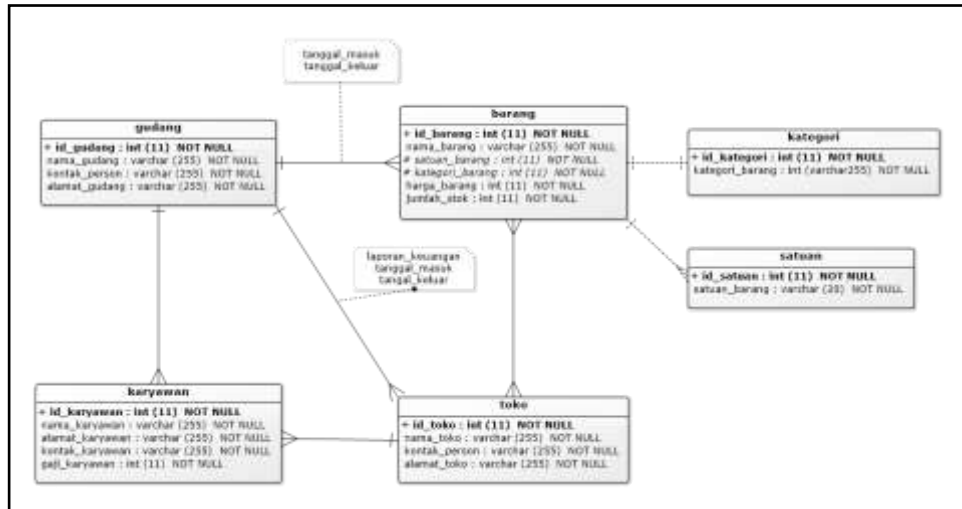 tanggal_masuk
tanggal_keluar
gudang
+ id_gudang : int (11) NOT NULL
nama_gudang : varchar (255) NOT NULL
kontak_person : varchar (255) NOT NULL
alamat_gudang : varchar (255) NOT NULL
barang
+ id_barang : int (11) NOT NULL
nama_barang : varchar (255) NOT NULL
# satuan_barang : int (11) NOT NULL
# kategori_barang : int (11) NOT NULL
harga_barang : int (11) NOT NULL
jumlah_stok : int (11) NOT NULL
kategori
+ id_kategori : int (11) NOT NULL
kategori_barang : int (varchar255) NOT NULL
laporan_keuangan
tanggal_masuk
tangal_keluar
satuan
+ id_satuan : int (11) NOT NULL
satuan_barang : varchar (20) NOT NULL
karyawan
+ id_karyawan : int (11) NOT NULL
nama_karyawan : varchar (255) NOT NULL
alamat_karyawan : varchar (255) NOT NULL
kontak_karyawan : varchar (255) NOT NULL
gaji_karyawan : int (11) NOT NULL
toko
+ id_toko : int (11) NOT NULL
nama_toko : varchar (255) NOT NULL
kontak_person : varchar (255) NOT NULL
alamat_toko : varchar (255) NOT NULL